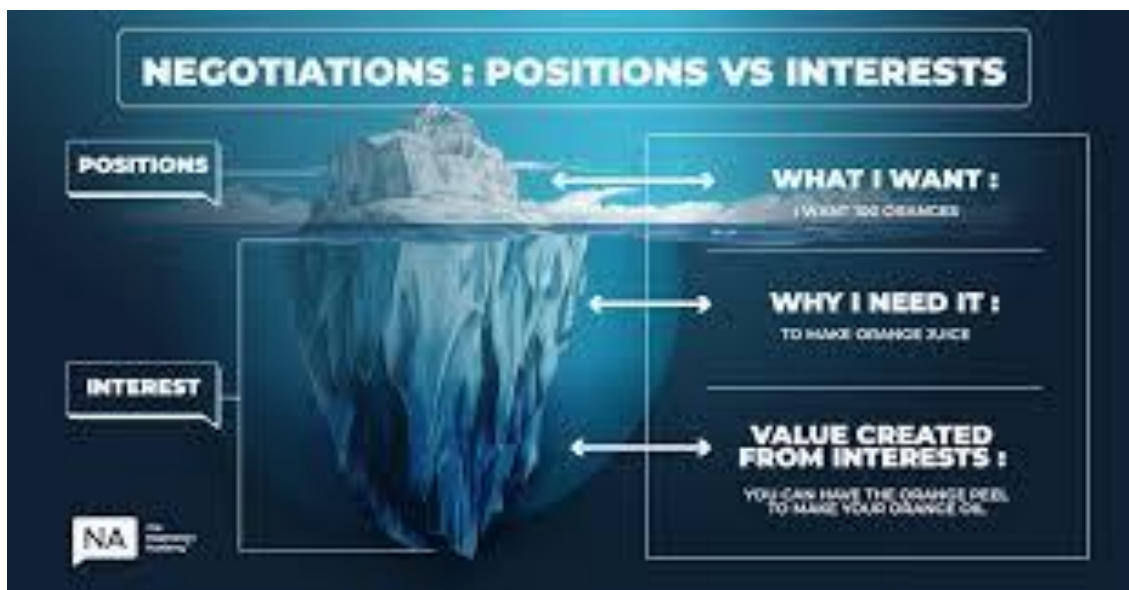 NEGOTIATIONS : POSITIONS VS INTERESTS
POSITIONS
WHAT I WANT :
I WANT 100 ORANGES
WHY I NEED IT :
TO MAKE ORANGE JUICE
INTEREST
VALUE CREATED
FROM INTERESTS :
YOU CAN HAVE THE ORANGE PEEL
TO MAKE YOUR ORANGE OIL
NA